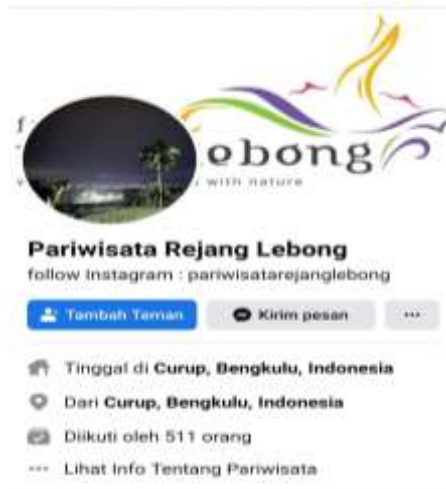 ebong
with nature
Pariwisata Rejang Lebong
follow Instagram : pariwisatarejanglebong
Tambah Teman
Kirim pesan
...
Tinggal di Curup, Bengkulu, Indonesia
Dari Curup, Bengkulu, Indonesia
Diikuti oleh 511 orang
... Lihat Info Tentang Pariwisata